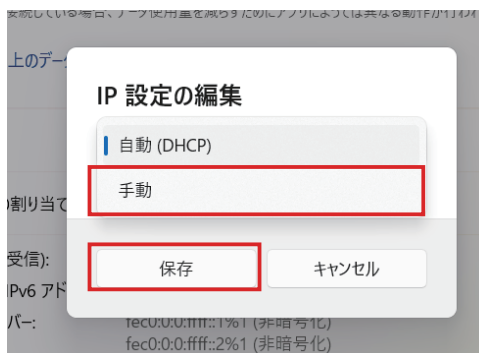 接続している場合、データ使用量を減らすためにアプリによっては異なる動作が行われ
上のデー
IP 設定の編集
自動 (DHCP)
手動
割り当て
保存
キャンセル
受信):
IPv6 アド
バー:
fec0:0:0:ffff::1%1 (非暗号化)
fec0:0:0:ffff::2%1 (非暗号化)